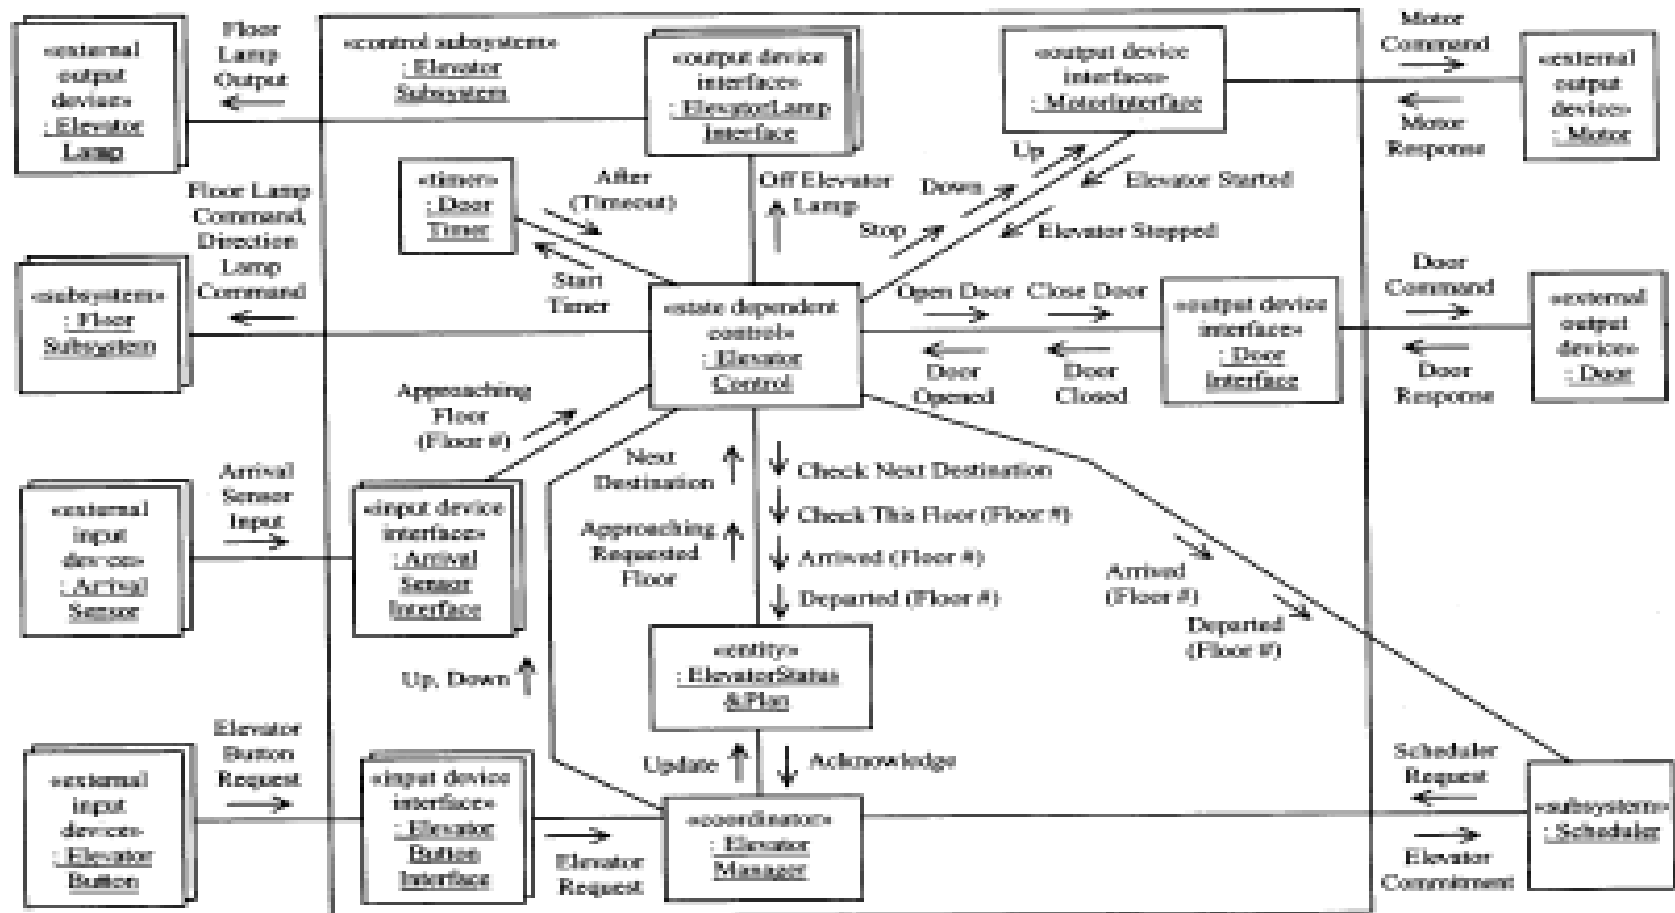 «external
output
device»
: Elevator
Lamp
Floor
Lamp
Output
«control subsystem»
: Elevator
Subsystem
«output device
interface»
: ElevatorLamp
Interface
«output device
interface»
: MotorInterface
Motor
Command
Motor
Response
«external
output
device»
: Motor
Floor Lamp
Command,
Direction
Lamp
Command
«timer»
: Door
Timer
After
(Timeout)
Start
Timer
Off Elevator
Lamp
Up
Down
Stop
Elevator Started
Elevator Stopped
«subsystem»
: Floor
Subsystem
«state dependent
control»
: Elevator
Control
Open Door
Close Door
Door
Opened
Door
Closed
«output device
interface»
: Door
Interface
Door
Command
Door
Response
«external
output
device»
: Door
Approaching
Floor
(Floor #)
Arrival
Sensor
Input
«external
input
device»
: Arrival
Sensor
«input device
interface»
: Arrival
Sensor
Interface
Next
Destination
Approaching
Requested
Floor
Check Next Destination
Check This Floor (Floor #)
Arrived (Floor #)
Departed (Floor #)
Arrived
(Floor #)
Departed
(Floor #)
Up, Down
«entity»
: ElevatorStatus
&Plan
Update
Acknowledge
Elevator
Button
Request
«external
input
device»
: Elevator
Button
«input device
interface»
: Elevator
Button
Interface
Elevator
Request
«coordinator»
: Elevator
Manager
Scheduler
Request
Elevator
Commitment
«subsystem»
: Scheduler